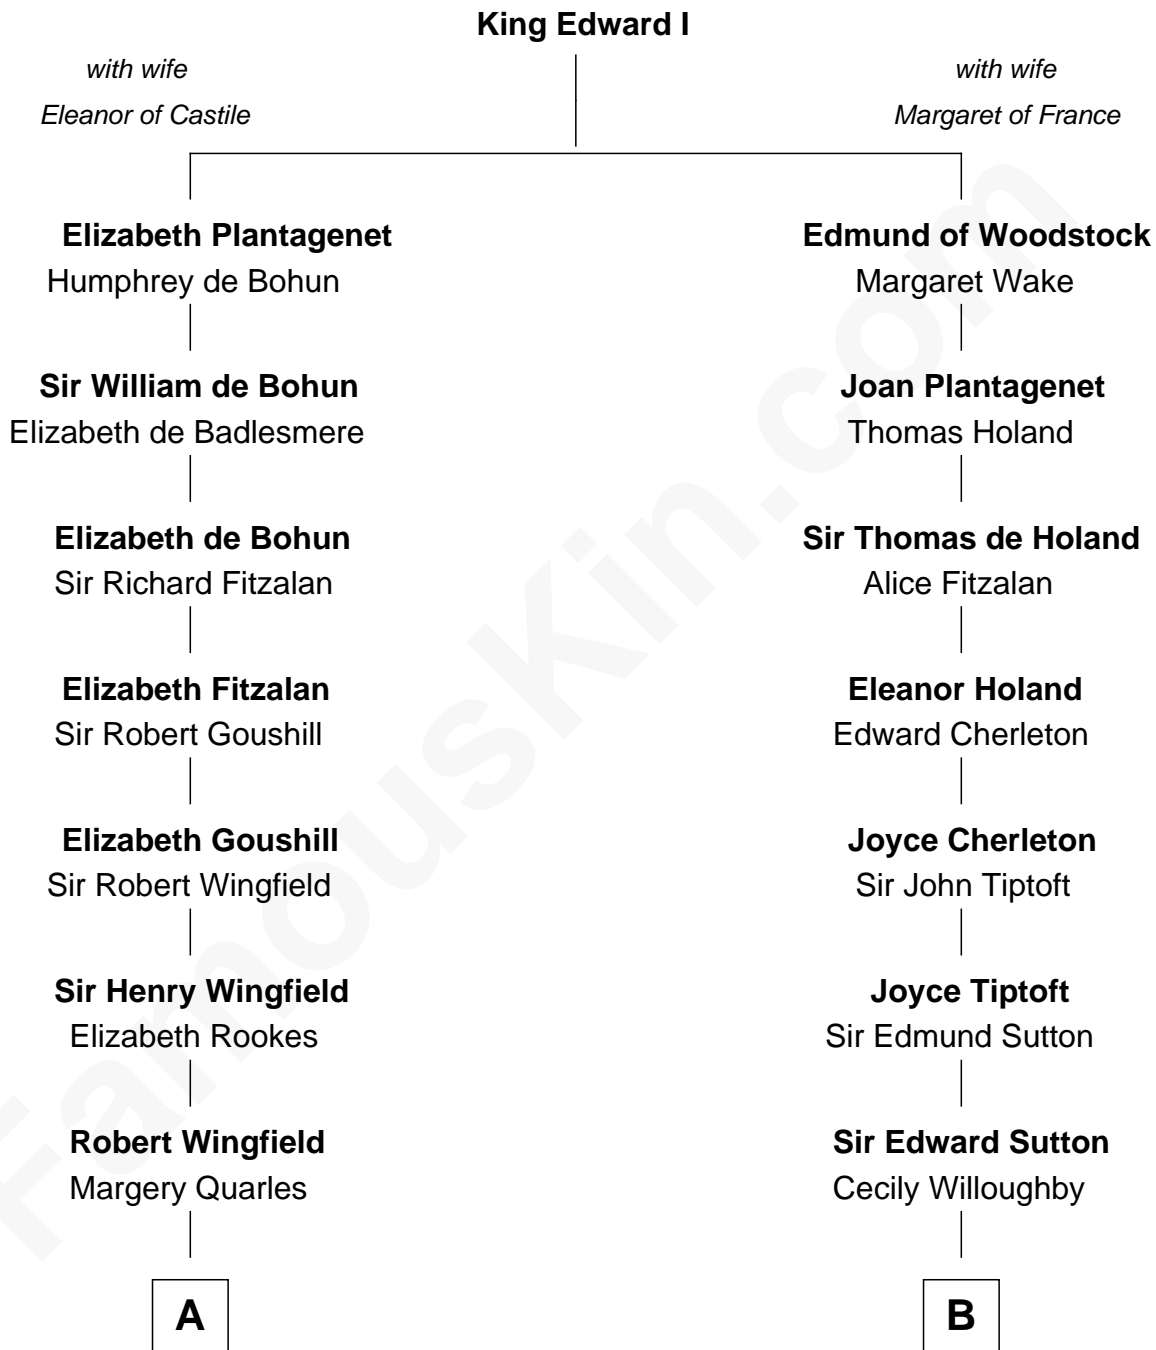 King Edward I
with wife
Eleanor of Castile
with wife
Margaret of France
Elizabeth Plantagenet
Humphrey de Bohun
Edmund of Woodstock
Margaret Wake
Sir William de Bohun
Elizabeth de Badlesmere
Joan Plantagenet
Thomas Holand
Elizabeth de Bohun
Sir Richard Fitzalan
Sir Thomas de Holand
Alice Fitzalan
Elizabeth Fitzalan
Sir Robert Goushill
Eleanor Holand
Edward Cherleton
Elizabeth Goushill
Sir Robert Wingfield
Joyce Cherleton
Sir John Tiptoft
Sir Henry Wingfield
Elizabeth Rookes
Joyce Tiptoft
Sir Edmund Sutton
Robert Wingfield
Margery Quarles
Sir Edward Sutton
Cecily Willoughby
A
B
FamousKin.com